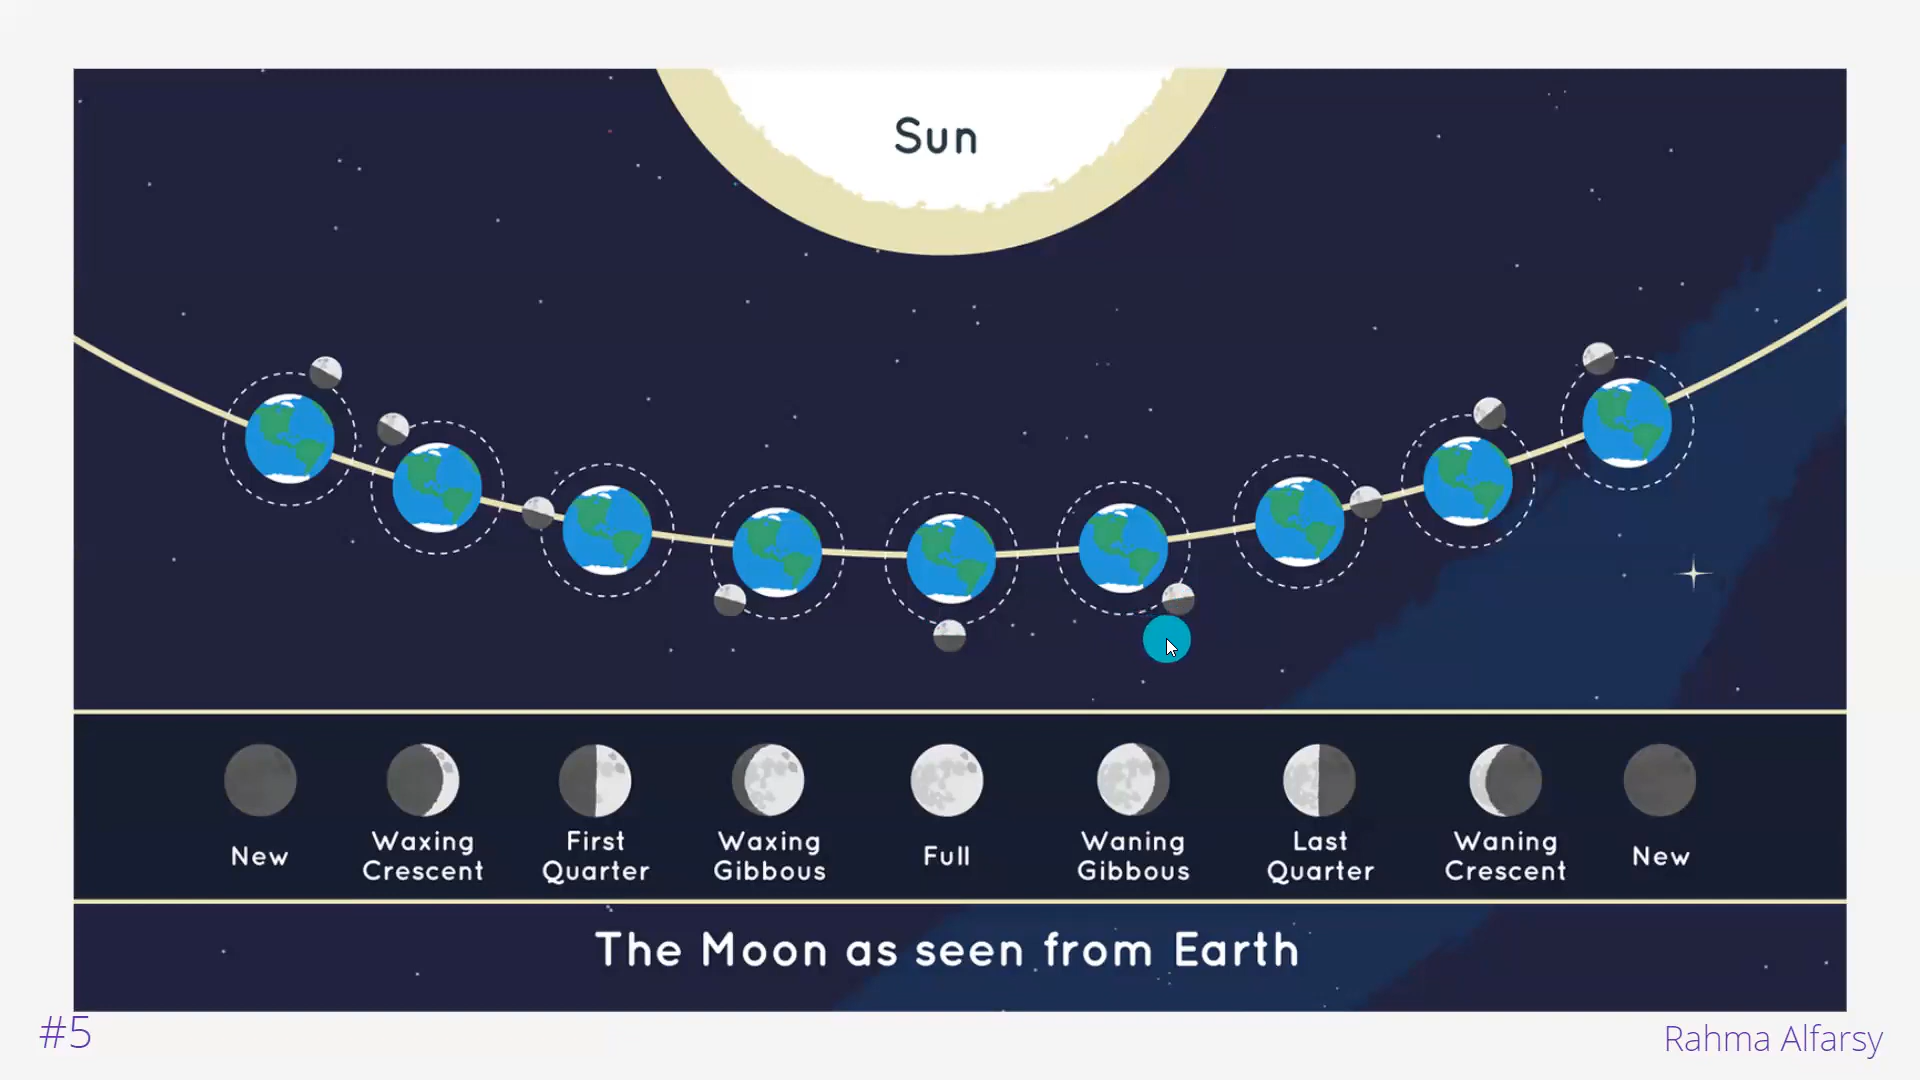 Sun
New
Waxing
Crescent
First
Quarter
Waxing
Gibbous
Full
Waning
Gibbous
Last
Quarter
Waning
Crescent
New
The Moon as seen from Earth
#5
Rahma Alfarsy